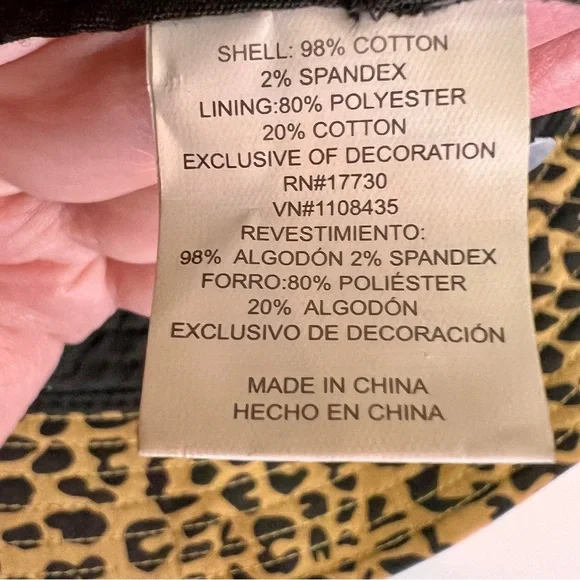 SHELL: 98% COTTON
2% SPANDEX
LINING:80% POLYESTER
20% COTTON
EXCLUSIVE OF DECORATION
RN#17730
VN#1108435
REVESTIMIENTO:
98% ALGODÓN 2% SPANDEX
FORRO:80% POLIÉSTER
20% ALGODÓN
EXCLUSIVO DE DECORACIÓN
MADE IN CHINA
HECHO EN CHINA